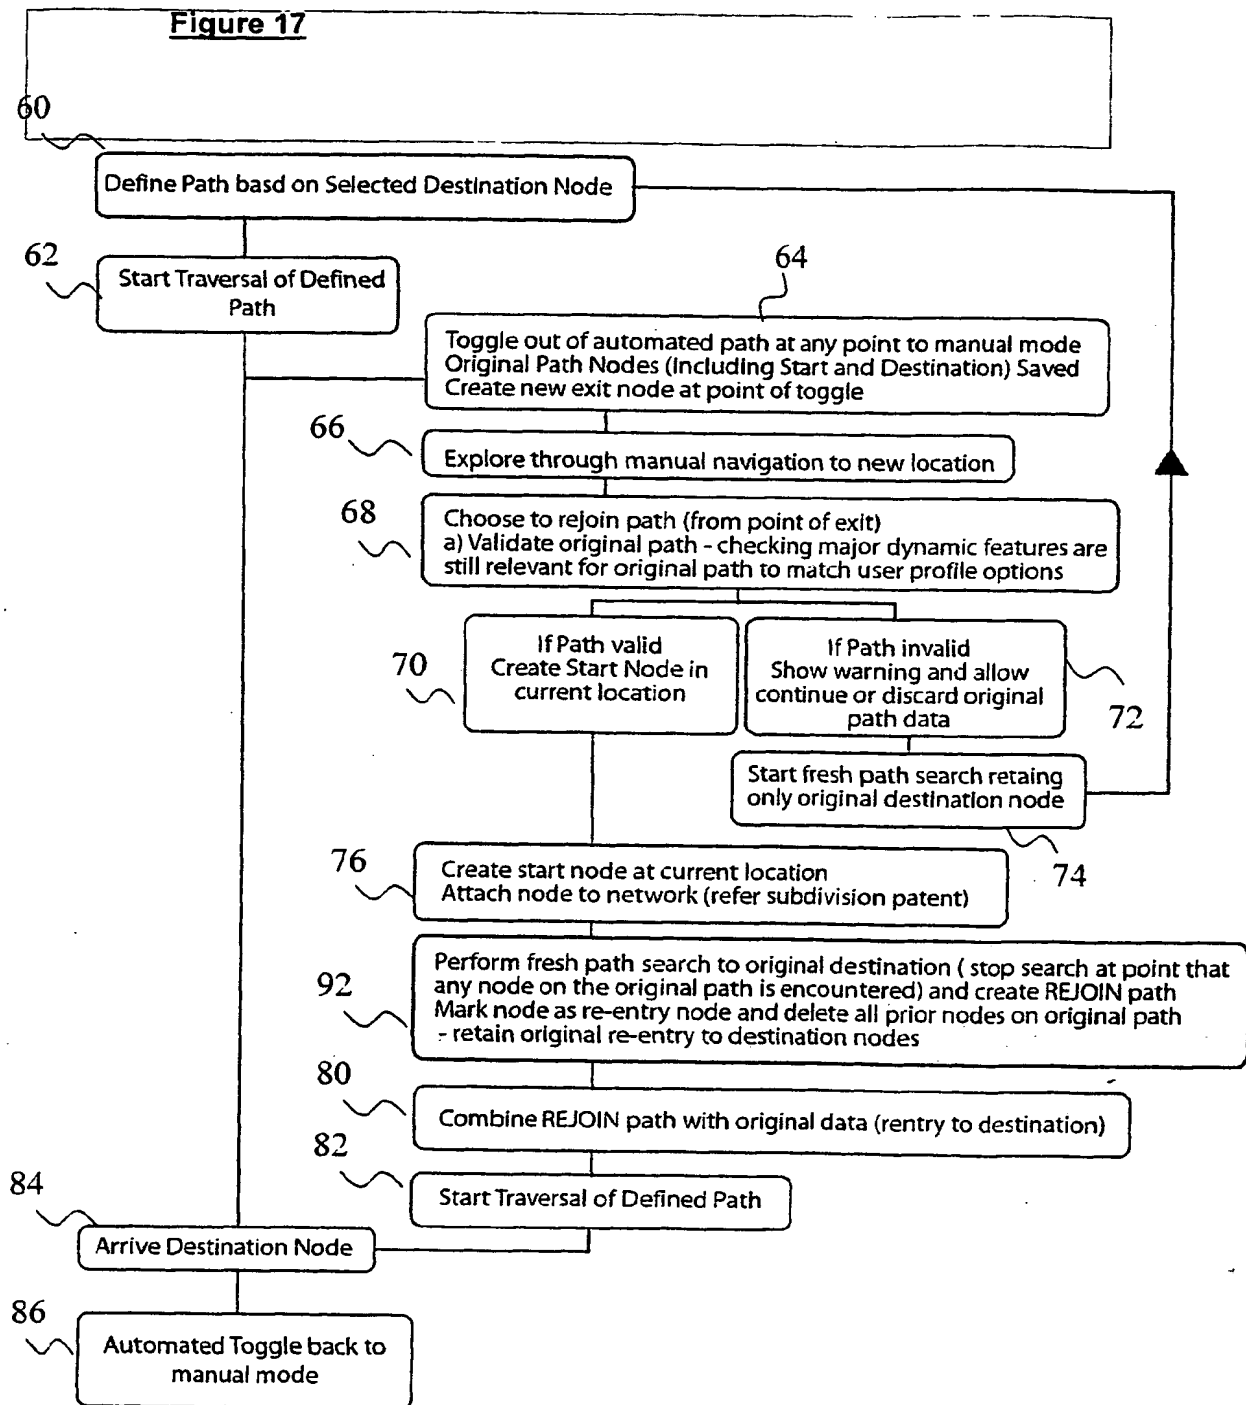 Figure 17
60
Define Path basd on Selected Destination Node
62
Start Traversal of Defined
Path
64
Toggle out of automated path at any point to manual mode
Original Path Nodes (Including Start and Destination) Saved
Create new exit node at point of toggle
66
Explore through manual navigation to new location
68
Choose to rejoin path (from point of exit)
a) Validate original path - checking major dynamic features are
still relevant for original path to match user profile options
70
If Path valid
Create Start Node in
current location
If Path invalid
Show warning and allow
continue or discard original
path data
72
Start fresh path search retaing
only original destination node
74
76
Create start node at current location
Attach node to network (refer subdivision patent)
92
Perform fresh path search to original destination ( stop search at point that
any node on the original path is encountered) and create REJOIN path
Mark node as re-entry node and delete all prior nodes on original path
- retain original re-entry to destination nodes
80
Combine REJOIN path with original data (rentry to destination)
82
Start Traversal of Defined Path
84
Arrive Destination Node
86
Automated Toggle back to
manual mode